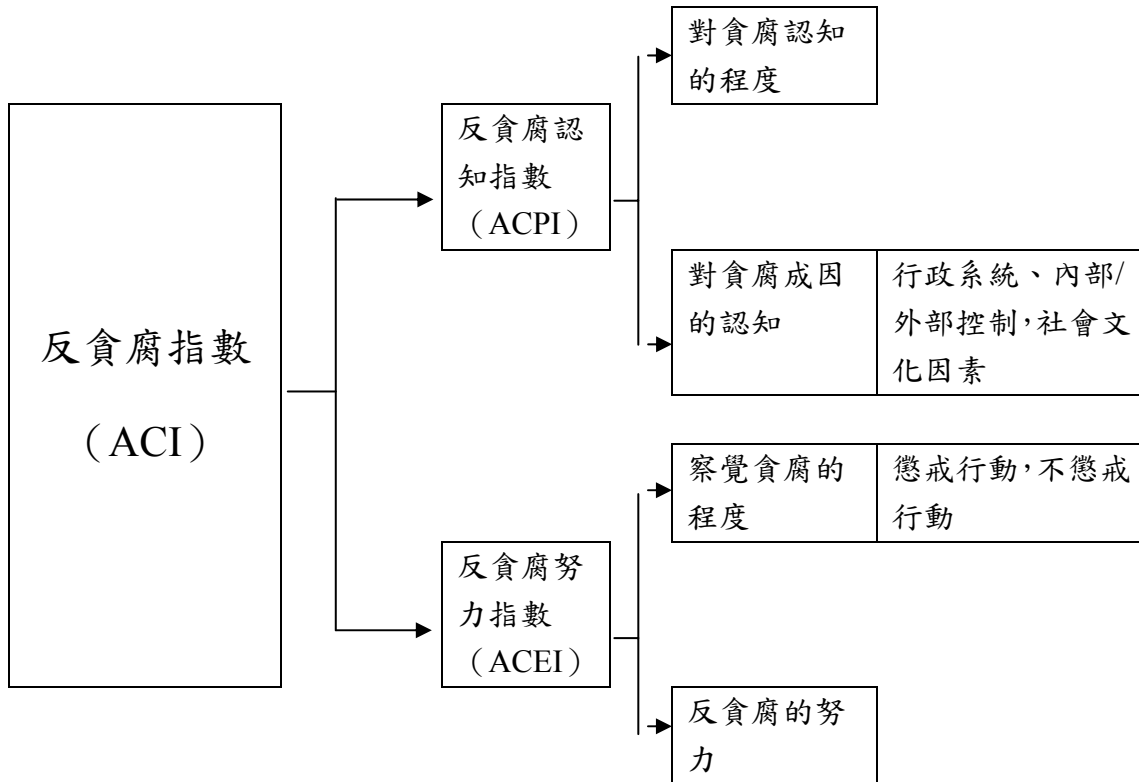 反貪腐指數
（ACI）
反貪腐認
知指數
（ACPI）
對貪腐認知
的程度
對貪腐成因
的認知
行政系統、內部/
外部控制，社會文
化因素
反貪腐努
力指數
（ACEI）
察覺貪腐的
程度
懲戒行動，不懲戒
行動
反貪腐的努
力